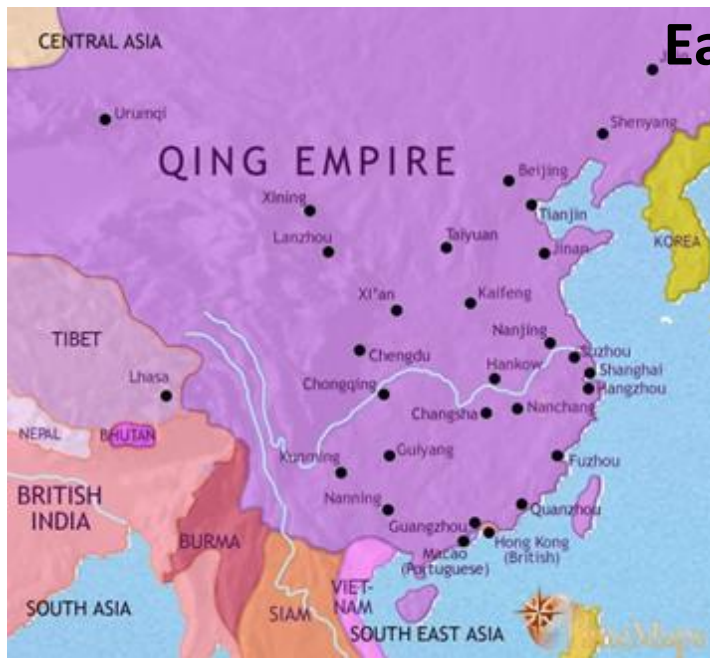 CENTRAL ASIA
Ea
Urumqi
Shenyang
QING EMPIRE
Beijing
Xining
Tianjin
Lanzhou
Taiyuan
Jinan
KOREA
Xi'an
Kaifeng
Nanjing
TIBET
Chengdu
Suzhou
Hankow
Shanghai
Lhasa
Chongqing
Hangzhou
Changsha
Nanchang
NEPAL
BHUTAN
Kunming
Guiyang
Fuzhou
BRITISH
INDIA
Nanning
Quanzhou
Guangzhou
BURMA
Hong Kong
(British)
Macao
(Portuguese)
VIET-
NAM
SOUTH ASIA
SIAM
SOUTH EAST ASIA